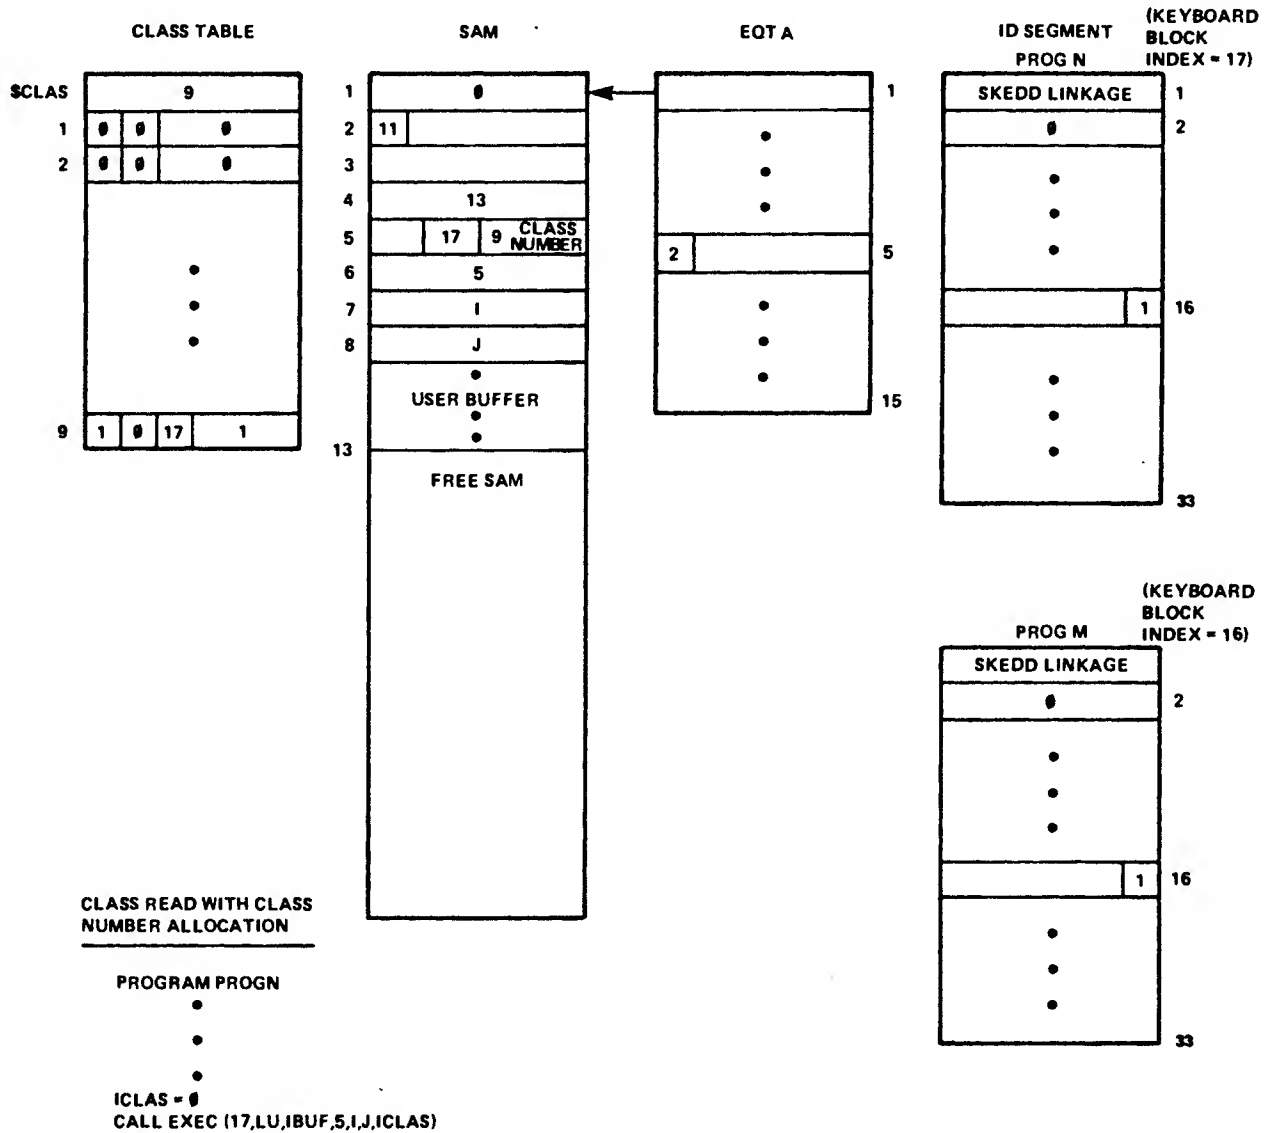 CLASS TABLE
$CLAS 9
1 Ø Ø Ø
2 Ø Ø Ø
9 1 Ø 17 1
SAM
1 Ø
2 11
3
4 13
5 17 9 CLASS NUMBER
6 5
7 I
8 J
USER BUFFER
13
FREE SAM
EQT A
1
2 5
15
ID SEGMENT
PROG N
(KEYBOARD
BLOCK
INDEX = 17)
SKEDD LINKAGE 1
Ø 2
1 16
33
PROG M
(KEYBOARD
BLOCK
INDEX = 16)
SKEDD LINKAGE
Ø 2
1 16
33
CLASS READ WITH CLASS
NUMBER ALLOCATION
PROGRAM PROGN
ICLAS = Ø
CALL EXEC (17,LU,IBUF,5,I,J,ICLAS)